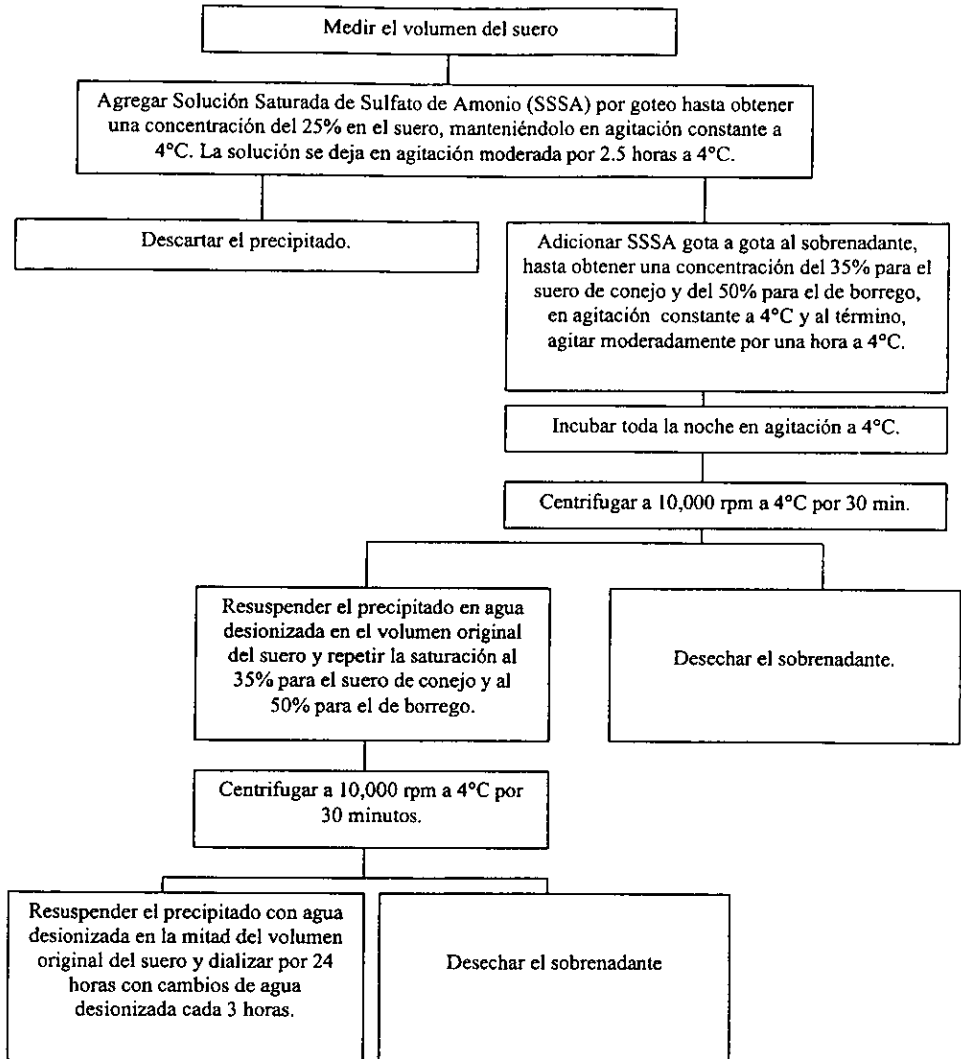 Medir el volumen del suero
Agregar Solución Saturada de Sulfato de Amonio (SSSA) por goteo hasta obtener
una concentración del 25% en el suero, manteniéndolo en agitación constante a
4°C. La solución se deja en agitación moderada por 2.5 horas a 4°C.
Descartar el precipitado.
Adicionar SSSA gota a gota al sobrenadante,
hasta obtener una concentración del 35% para el
suero de conejo y del 50% para el de borrego,
en agitación constante a 4°C y al término,
agitar moderadamente por una hora a 4°C.
Incubar toda la noche en agitación a 4°C.
Centrifugar a 10,000 rpm a 4°C por 30 min.
Resuspender el precipitado en agua
desionizada en el volumen original
del suero y repetir la saturación al
35% para el suero de conejo y al
50% para el de borrego.
Desechar el sobrenadante.
Centrifugar a 10,000 rpm a 4°C por
30 minutos.
Resuspender el precipitado con agua
desionizada en la mitad del volumen
original del suero y dializar por 24
horas con cambios de agua
desionizada cada 3 horas.
Desechar el sobrenadante